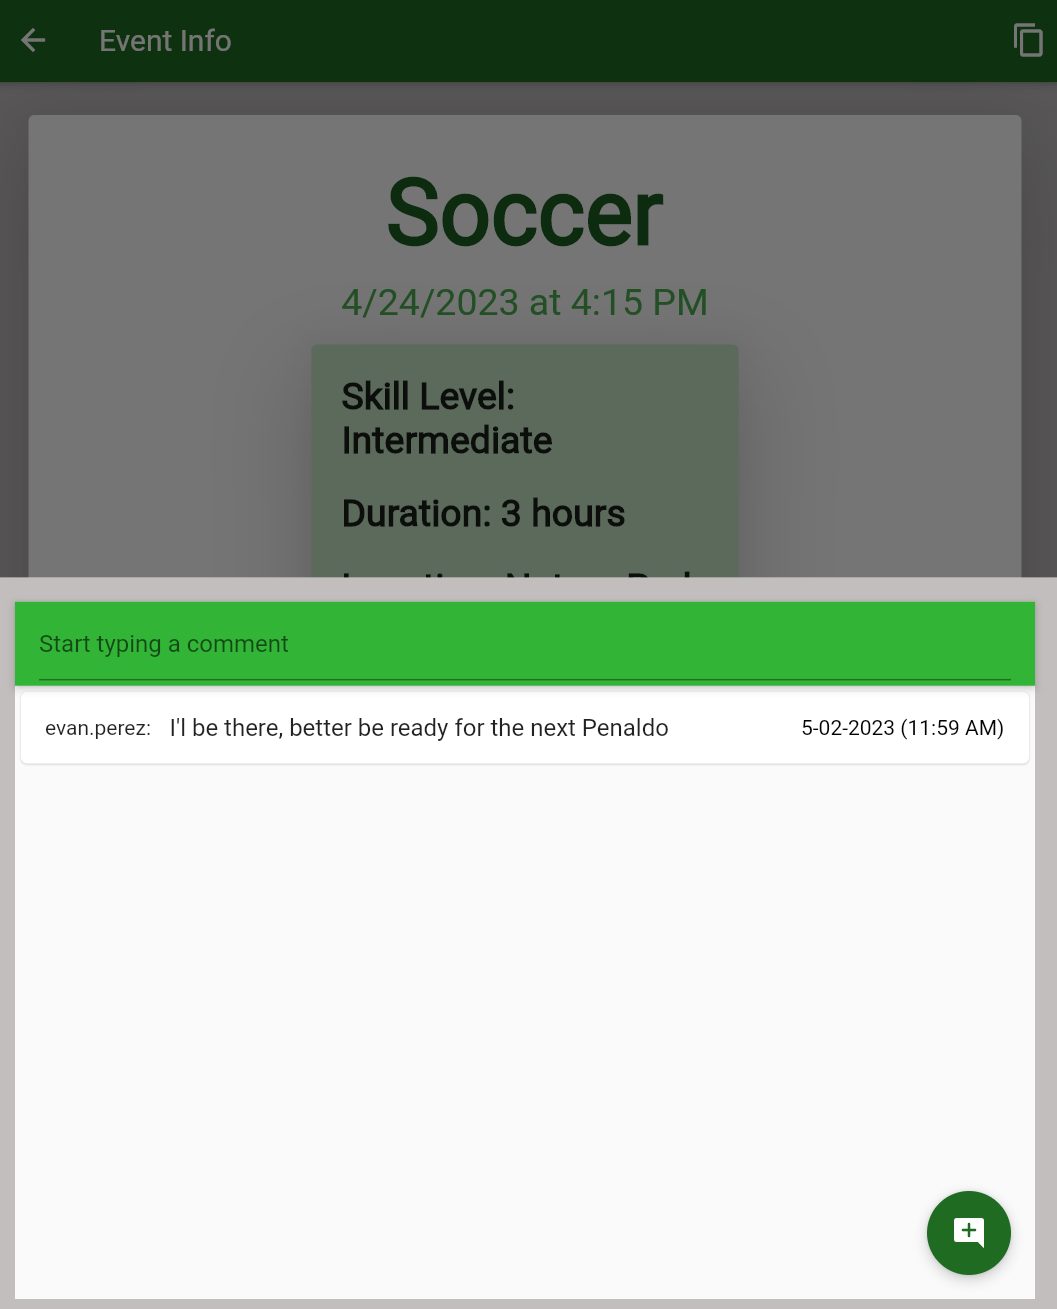 Event Info
Soccer
4/24/2023 at 4:15 PM
Skill Level:
Intermediate
Duration: 3 hours
Start typing a comment
evan.perez: I'll be there, better be ready for the next Penaldo 5-02-2023 (11:59 AM)